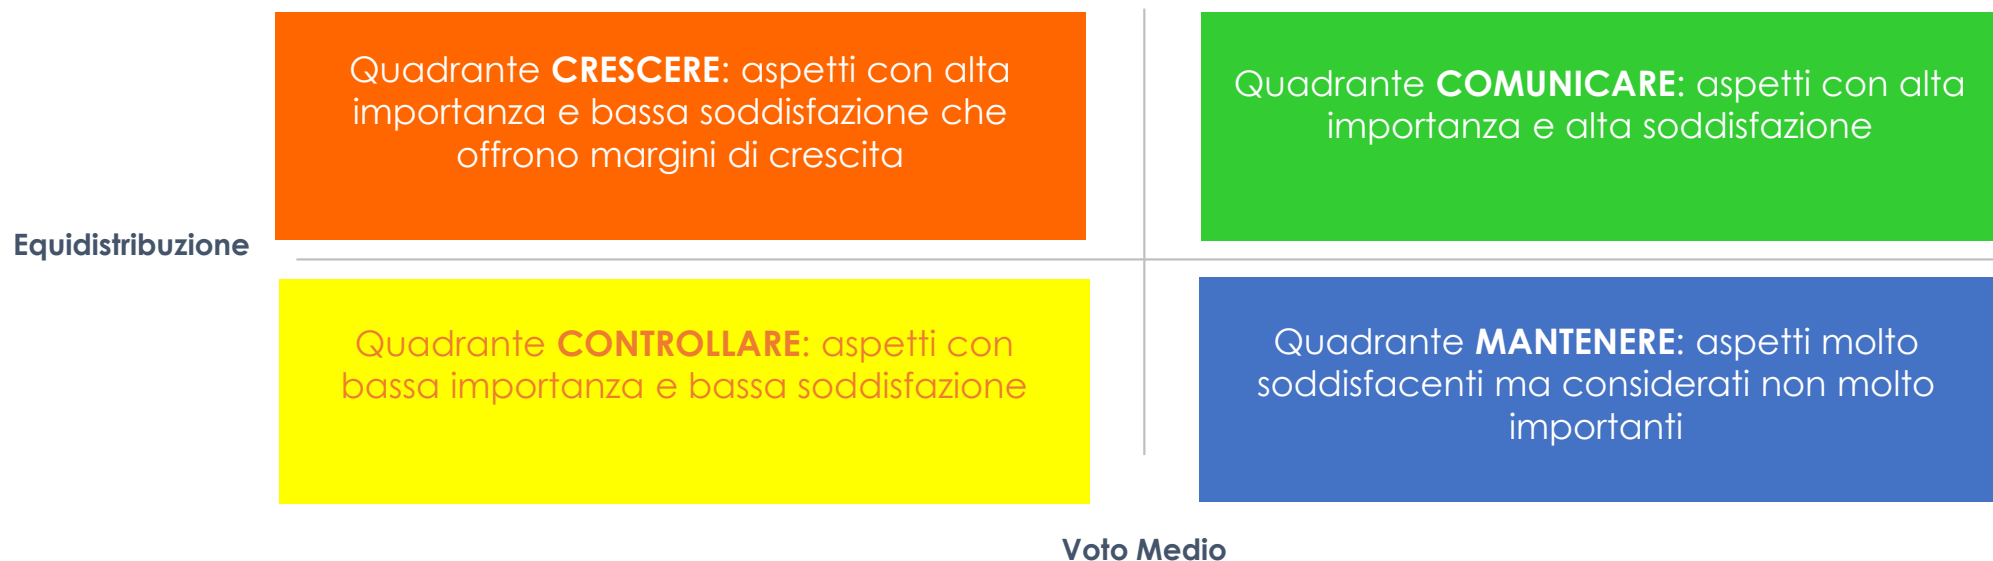 Quadrante CRESCERE: aspetti con alta
importanza e bassa soddisfazione che
offrono margini di crescita
Quadrante COMUNICARE: aspetti con alta
importanza e alta soddisfazione
Equidistribuzione
Quadrante CONTROLLARE: aspetti con
bassa importanza e bassa soddisfazione
Quadrante MANTENERE: aspetti molto
soddisfacenti ma considerati non molto
importanti
Voto Medio